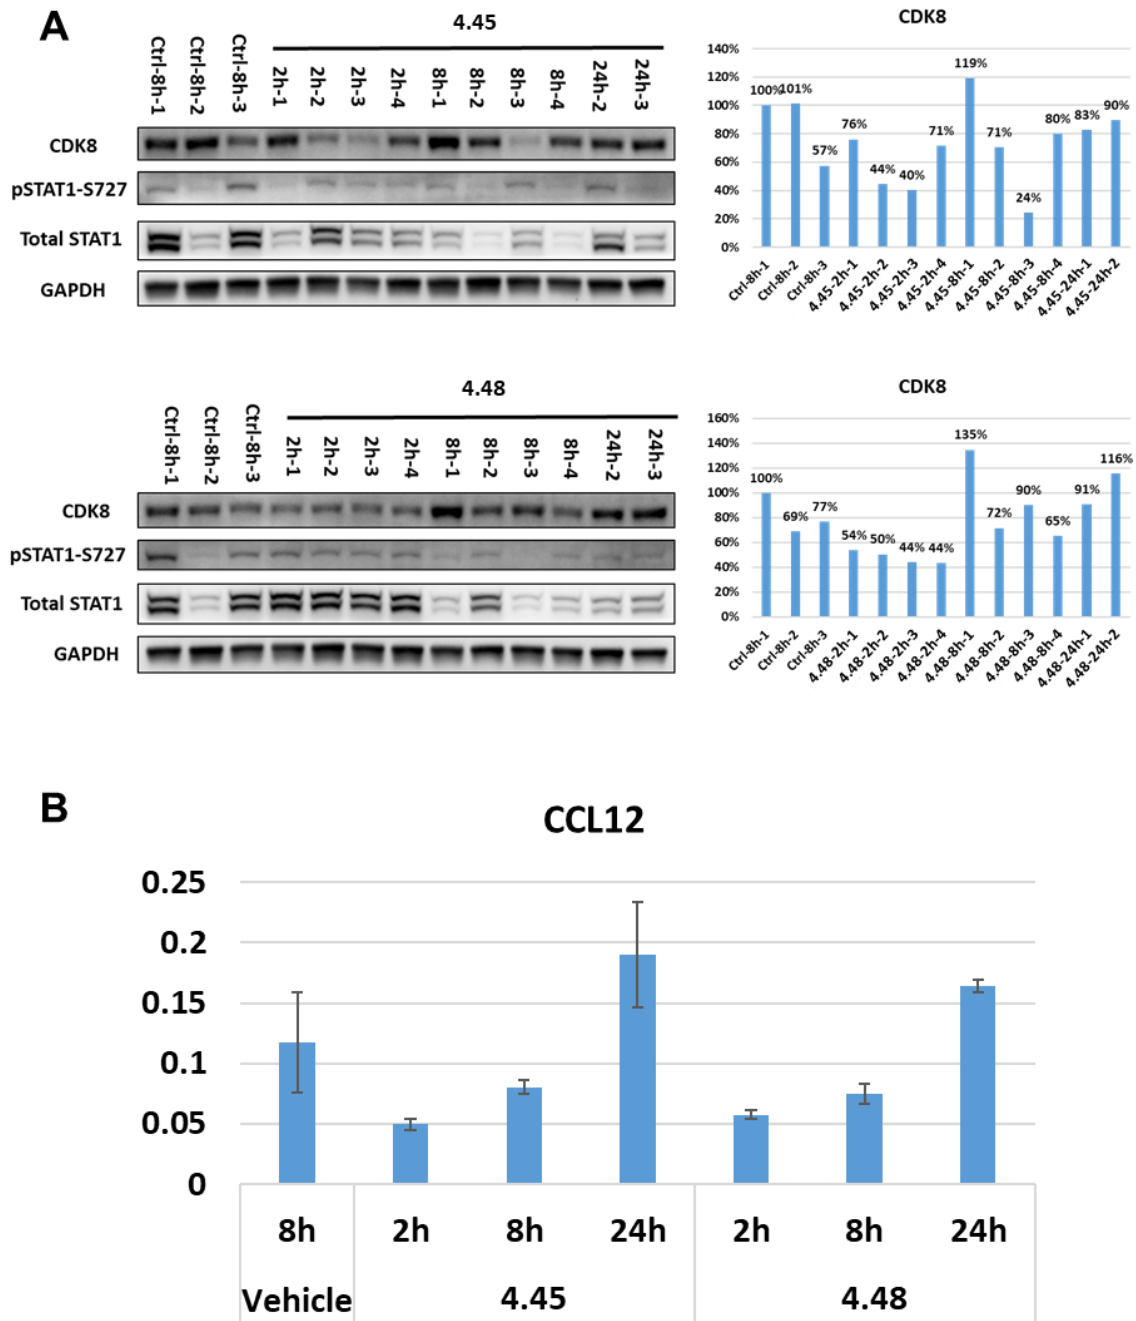 A
4.45
Ctrl-8h-1
Ctrl-8h-2
Ctrl-8h-3
2h-1
2h-2
2h-3
2h-4
8h-1
8h-2
8h-3
8h-4
24h-2
24h-3
CDK8
pSTAT1-S727
Total STAT1
GAPDH
CDK8
140%
120%
100%
80%
60%
40%
20%
0%
100%
101%
57%
76%
44%
40%
71%
119%
71%
24%
80%
83%
90%
Ctrl-8h-1
Ctrl-8h-2
Ctrl-8h-3
4.45-2h-1
4.45-2h-2
4.45-2h-3
4.45-2h-4
4.45-8h-1
4.45-8h-2
4.45-8h-3
4.45-8h-4
4.45-24h-1
4.45-24h-2
4.48
Ctrl-8h-1
Ctrl-8h-2
Ctrl-8h-3
2h-1
2h-2
2h-3
2h-4
8h-1
8h-2
8h-3
8h-4
24h-2
24h-3
CDK8
pSTAT1-S727
Total STAT1
GAPDH
CDK8
160%
140%
120%
100%
80%
60%
40%
20%
0%
100%
69%
77%
54%
50%
44%
44%
135%
72%
90%
65%
91%
116%
Ctrl-8h-1
Ctrl-8h-2
Ctrl-8h-3
4.48-2h-1
4.48-2h-2
4.48-2h-3
4.48-2h-4
4.48-8h-1
4.48-8h-2
4.48-8h-3
4.48-8h-4
4.48-24h-1
4.48-24h-2
B
CCL12
0.25
0.2
0.15
0.1
0.05
0
8h 2h 8h 24h 2h 8h 24h
Vehicle 4.45 4.48